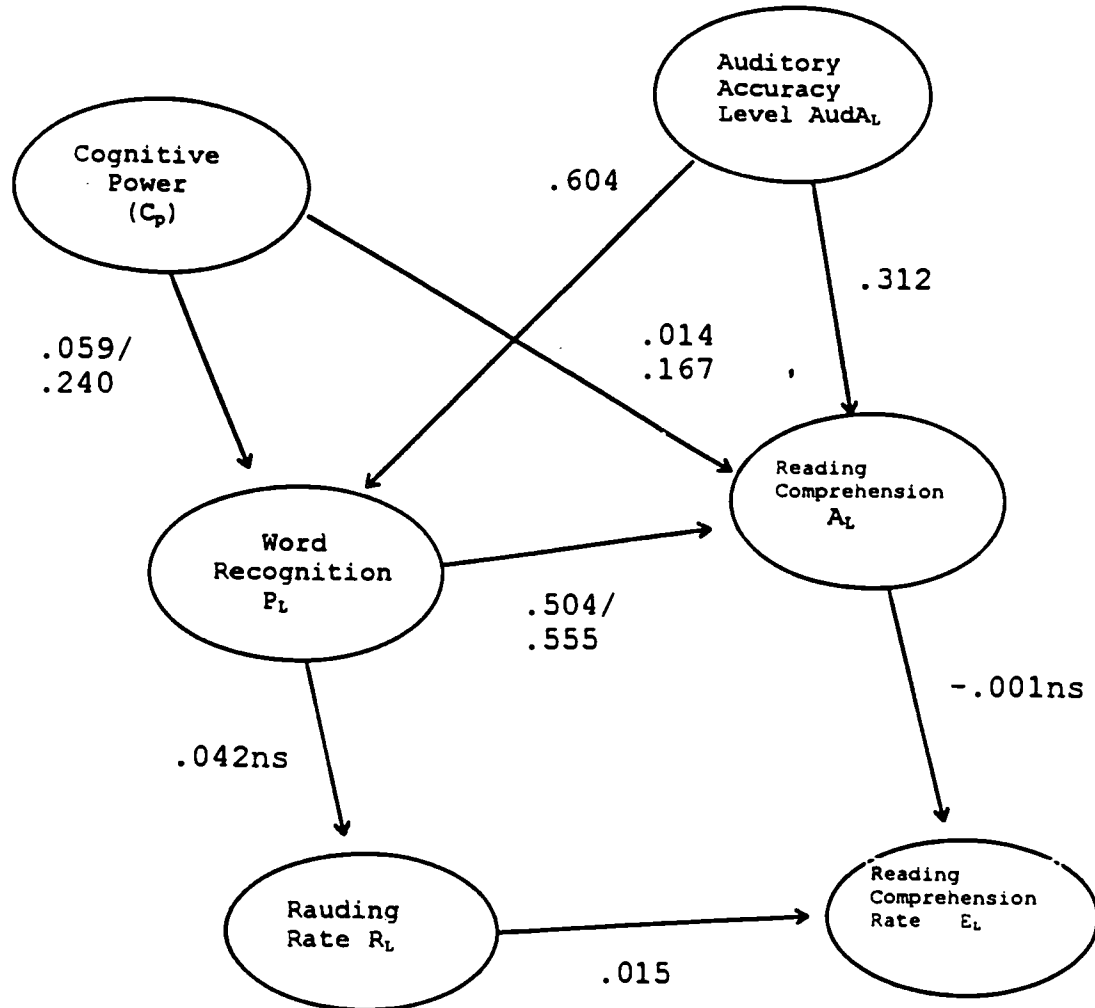 Auditory
Accuracy
Level AudA_L
Cognitive
Power
(C_p)
.604
.312
.059/
.240
.014
.167
Reading
Comprehension
A_L
Word
Recognition
P_L
.504/
.555
-.001ns
.042ns
Rauding
Rate R_L
Reading
Comprehension
Rate E_L
.015